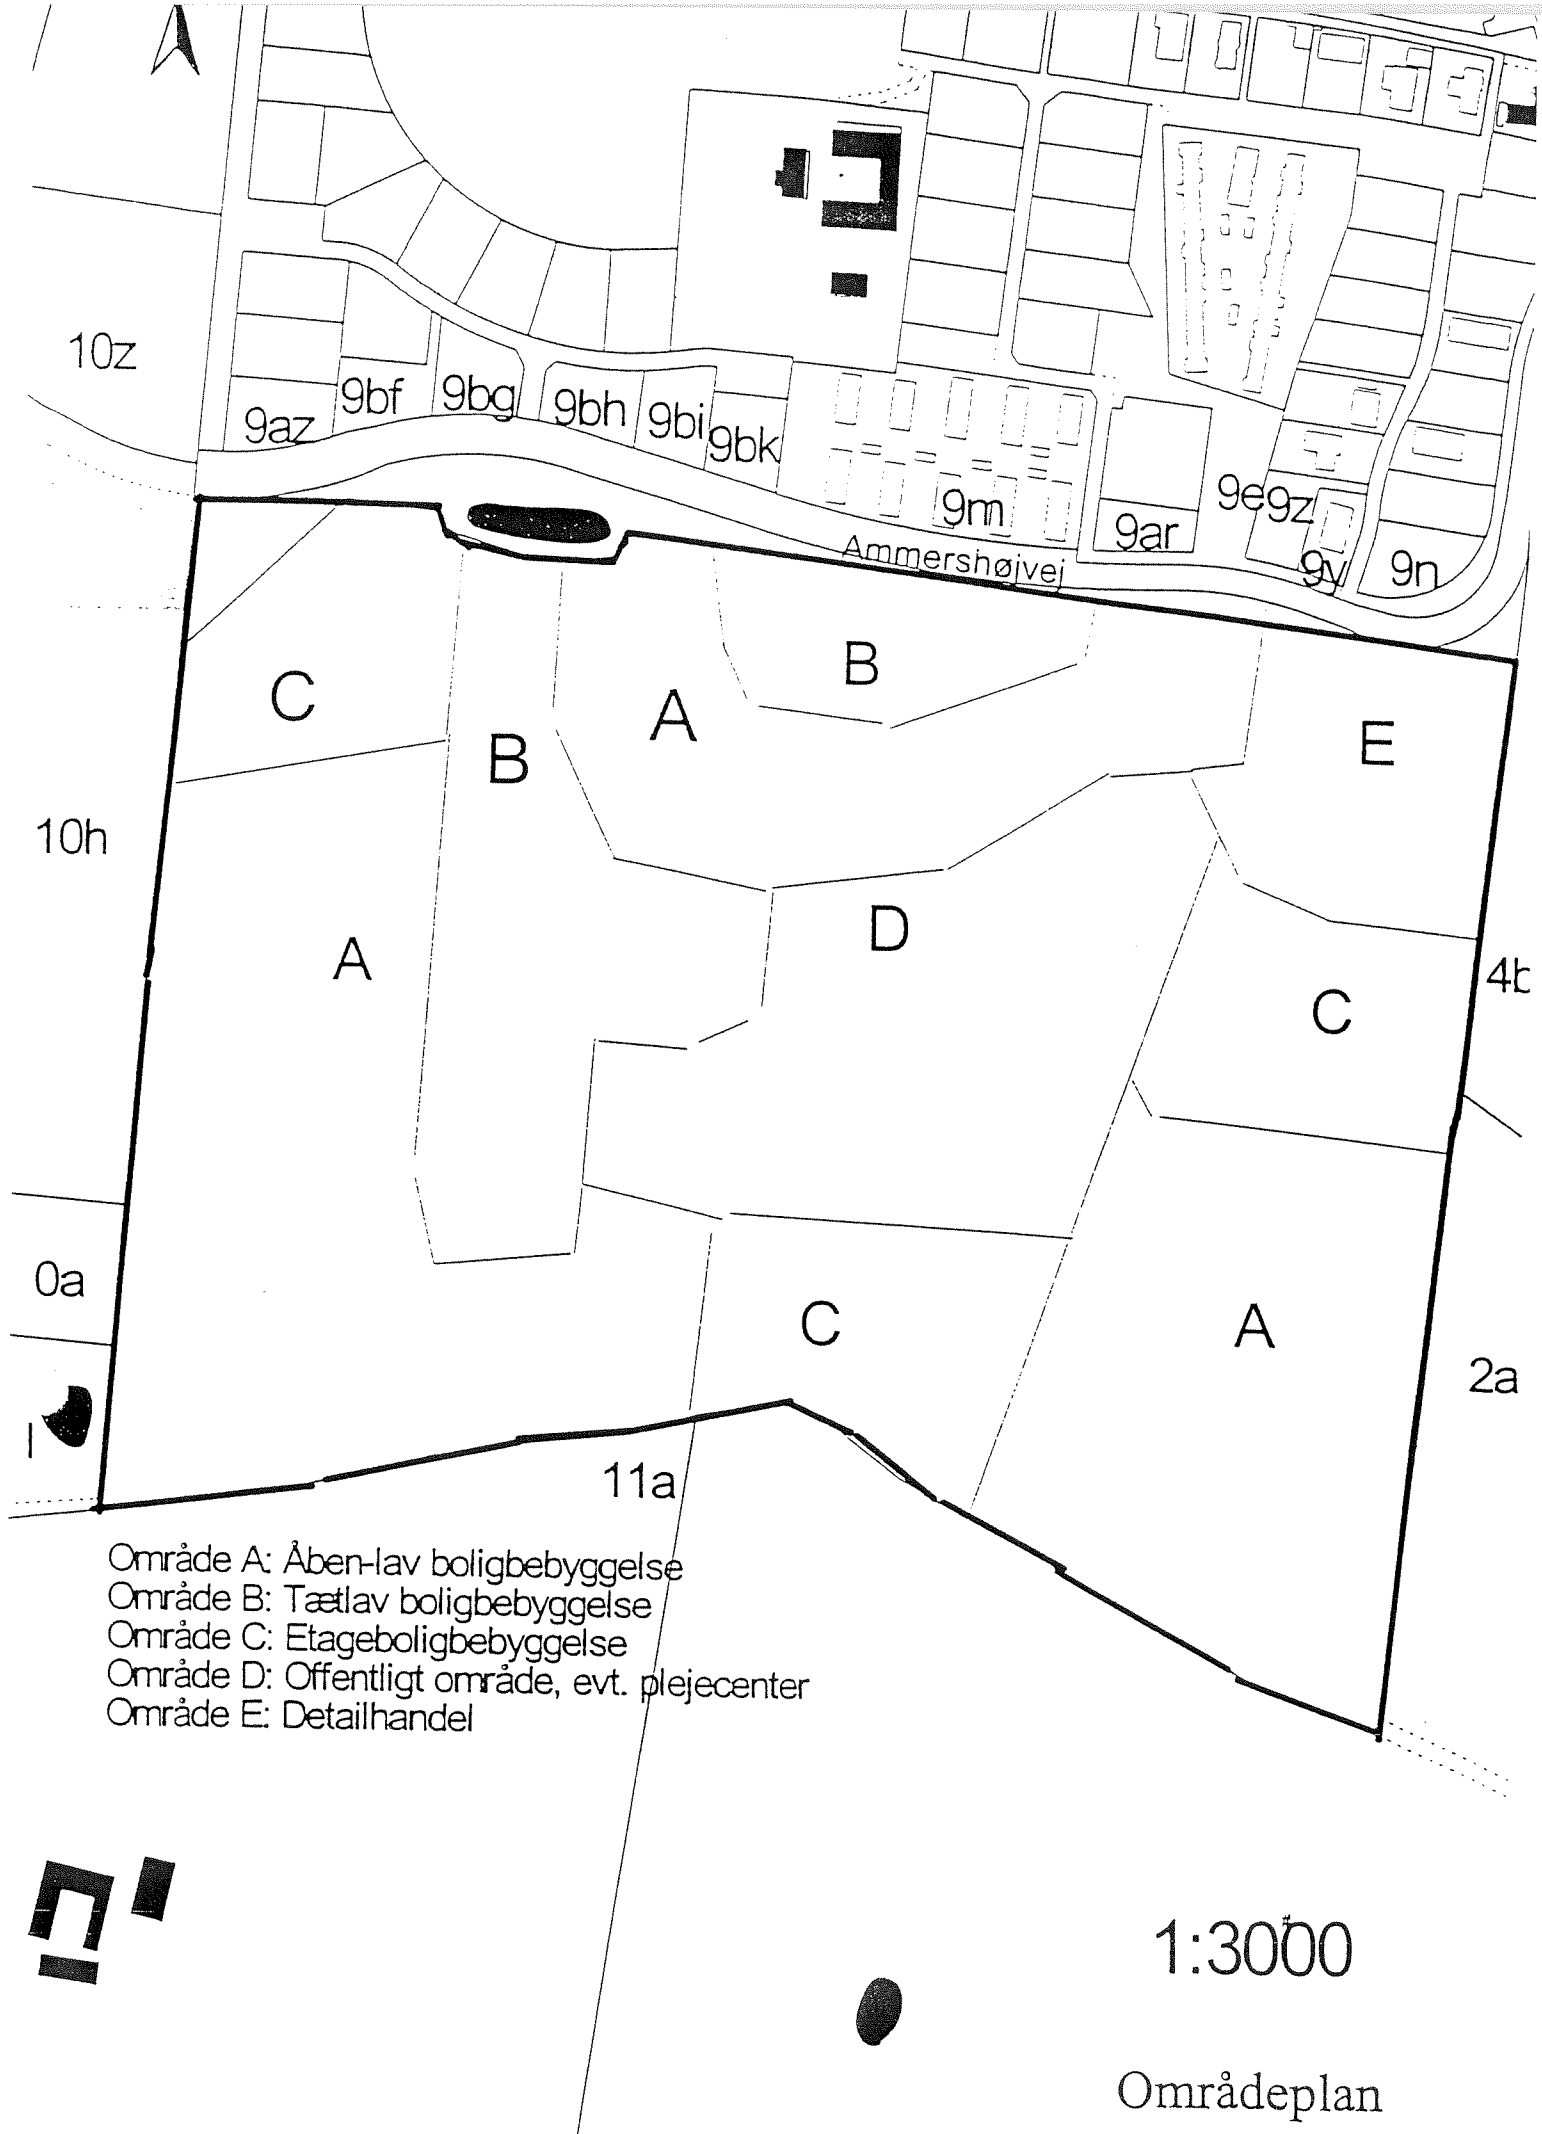 10z
9az
9bf
9bg
9bh
9bi
9bk
9m
9ar
9e
9z
9y
9n
Ammershøjvej
C
B
A
B
E
10h
A
D
C
4b
0a
C
A
2a
11a
Område A: Åben-lav boligbebyggelse
Område B: Tætlav boligbebyggelse
Område C: Etageboligbebyggelse
Område D: Offentligt område, evt. plejecenter
Område E: Detailhandel
1:3000
Områdeplan